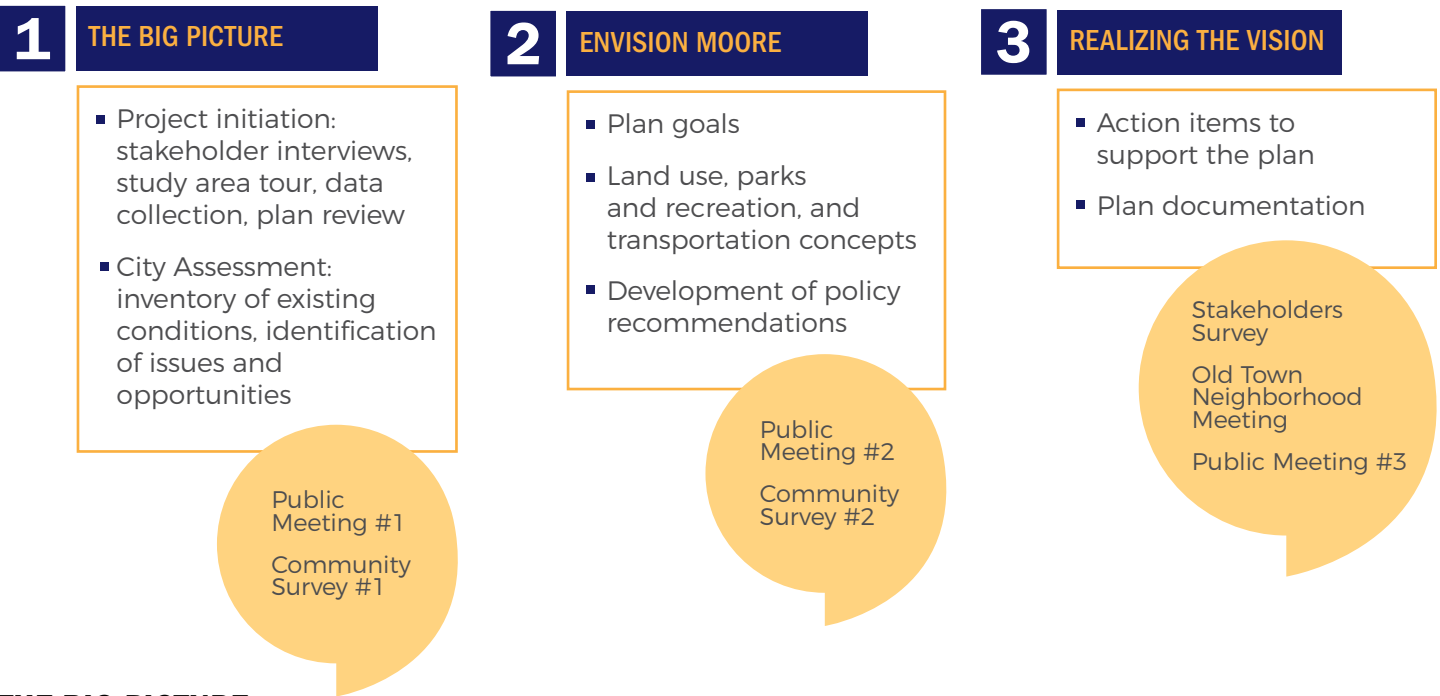 1
THE BIG PICTURE
▪ Project initiation:
stakeholder interviews,
study area tour, data
collection, plan review
▪ City Assessment:
inventory of existing
conditions, identification
of issues and
opportunities
Public
Meeting #1
Community
Survey #1
2
ENVISION MOORE
▪ Plan goals
▪ Land use, parks
and recreation, and
transportation concepts
▪ Development of policy
recommendations
Public
Meeting #2
Community
Survey #2
3
REALIZING THE VISION
▪ Action items to
support the plan
▪ Plan documentation
Stakeholders
Survey
Old Town
Neighborhood
Meeting
Public Meeting #3
THE BIG PICTURE